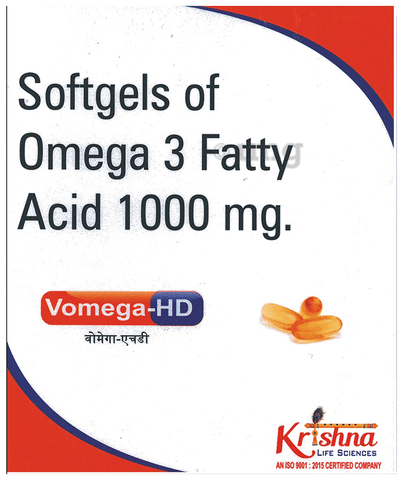 Softgels of
Omega 3 Fatty
Acid 1000 mg.
Vomega-HD
वोमेगा-एचडी
Krishna
LIFE SCIENCES
AN ISO 9001 : 2015 CERTIFIED COMPANY